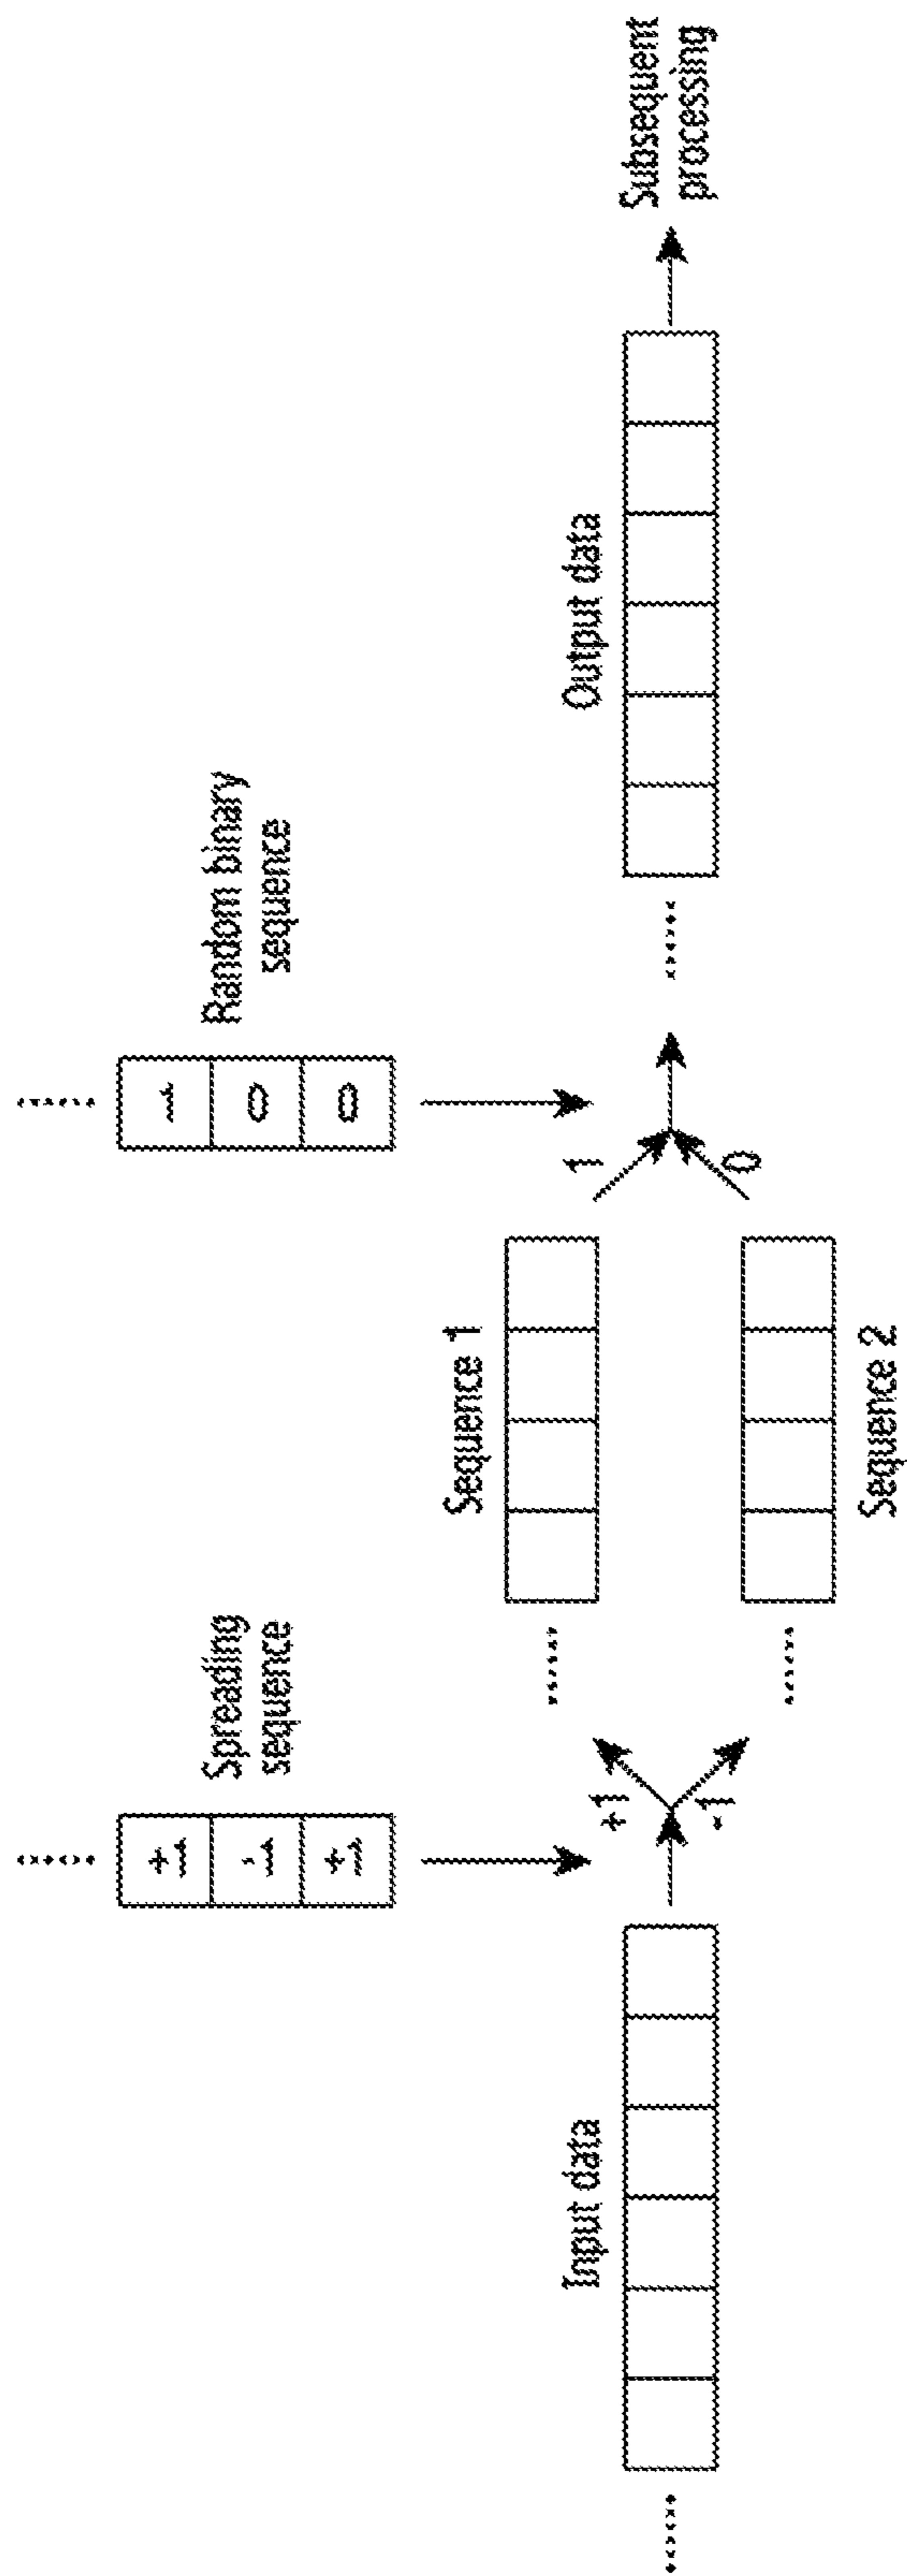 Spreading
sequence
+1
-1
+1
Random binary
sequence
1
0
0
Input data
+1
-1
Sequence 1
Sequence 2
1
0
Output data
Subsequent
processing